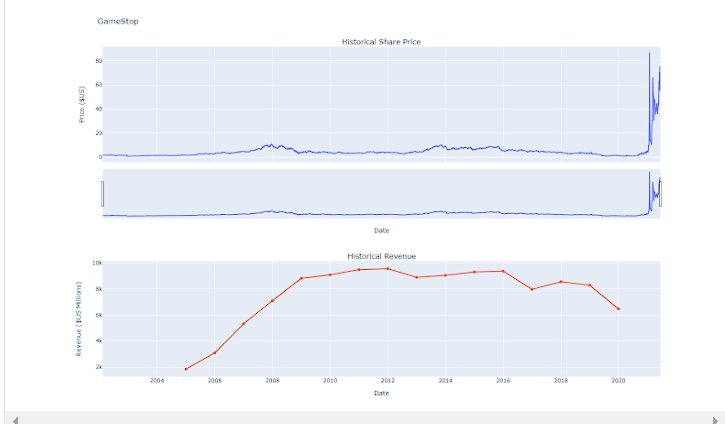 GameStop
Historical Share Price
Price ($US)
80
60
40
20
0
Date
Historical Revenue
Revenue ($US Millions)
10k
8k
6k
4k
2k
2004 2006 2008 2010 2012 2014 2016 2018 2020
Date